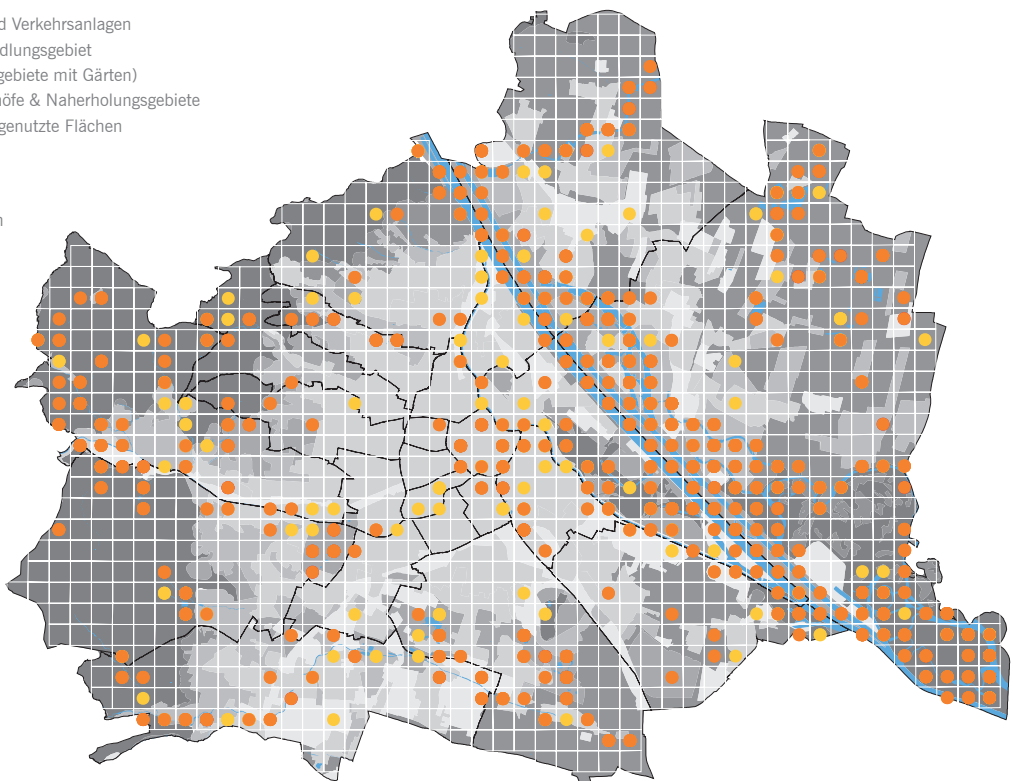 d Verkehrsanlagen
dlungsgebiet
gebiete mit Gärten)
höfe & Naherholungsgebiete
genutzte Flächen
n